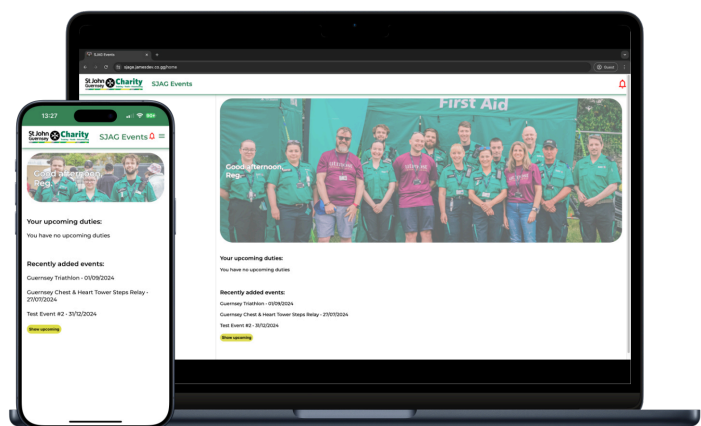 SJAG Events
sjage.jamesdev.co.gg/home
Guest
St John
Guernsey
Charity
SJAG Events
First Aid
Good afternoon,
Reg.
Your upcoming duties:
You have no upcoming duties
Recently added events:
Guernsey Triathlon - 01/09/2024
Guernsey Chest & Heart Tower Steps Relay - 27/07/2024
Test Event #2 - 31/12/2024
Show upcoming
13:27
St John
Guernsey
Charity
SJAG Events
Good afternoon,
Reg.
Your upcoming duties:
You have no upcoming duties
Recently added events:
Guernsey Triathlon - 01/09/2024
Guernsey Chest & Heart Tower Steps Relay -
27/07/2024
Test Event #2 - 31/12/2024
Show upcoming